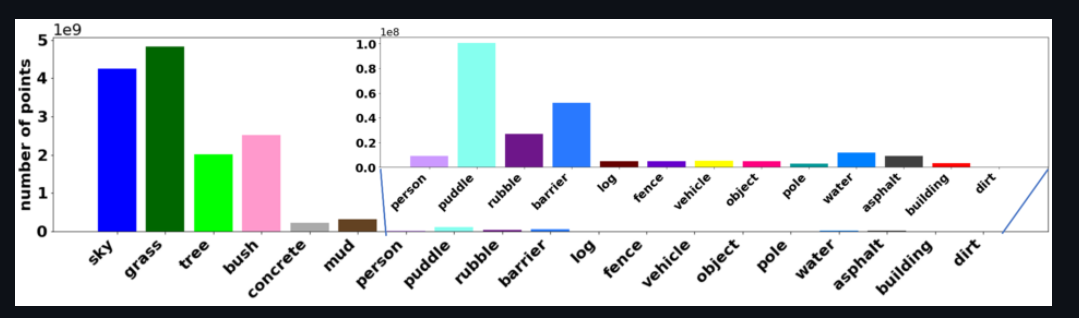 1e9
number of points
5
4
3
2
1
0
sky
grass
tree
bush
concrete
mud
person
puddle
rubble
barrier
log
fence
vehicle
object
pole
water
asphalt
building
dirt
1e8
1.0
0.8
0.6
0.4
0.2
0.0
person
puddle
rubble
barrier
log
fence
vehicle
object
pole
water
asphalt
building
dirt